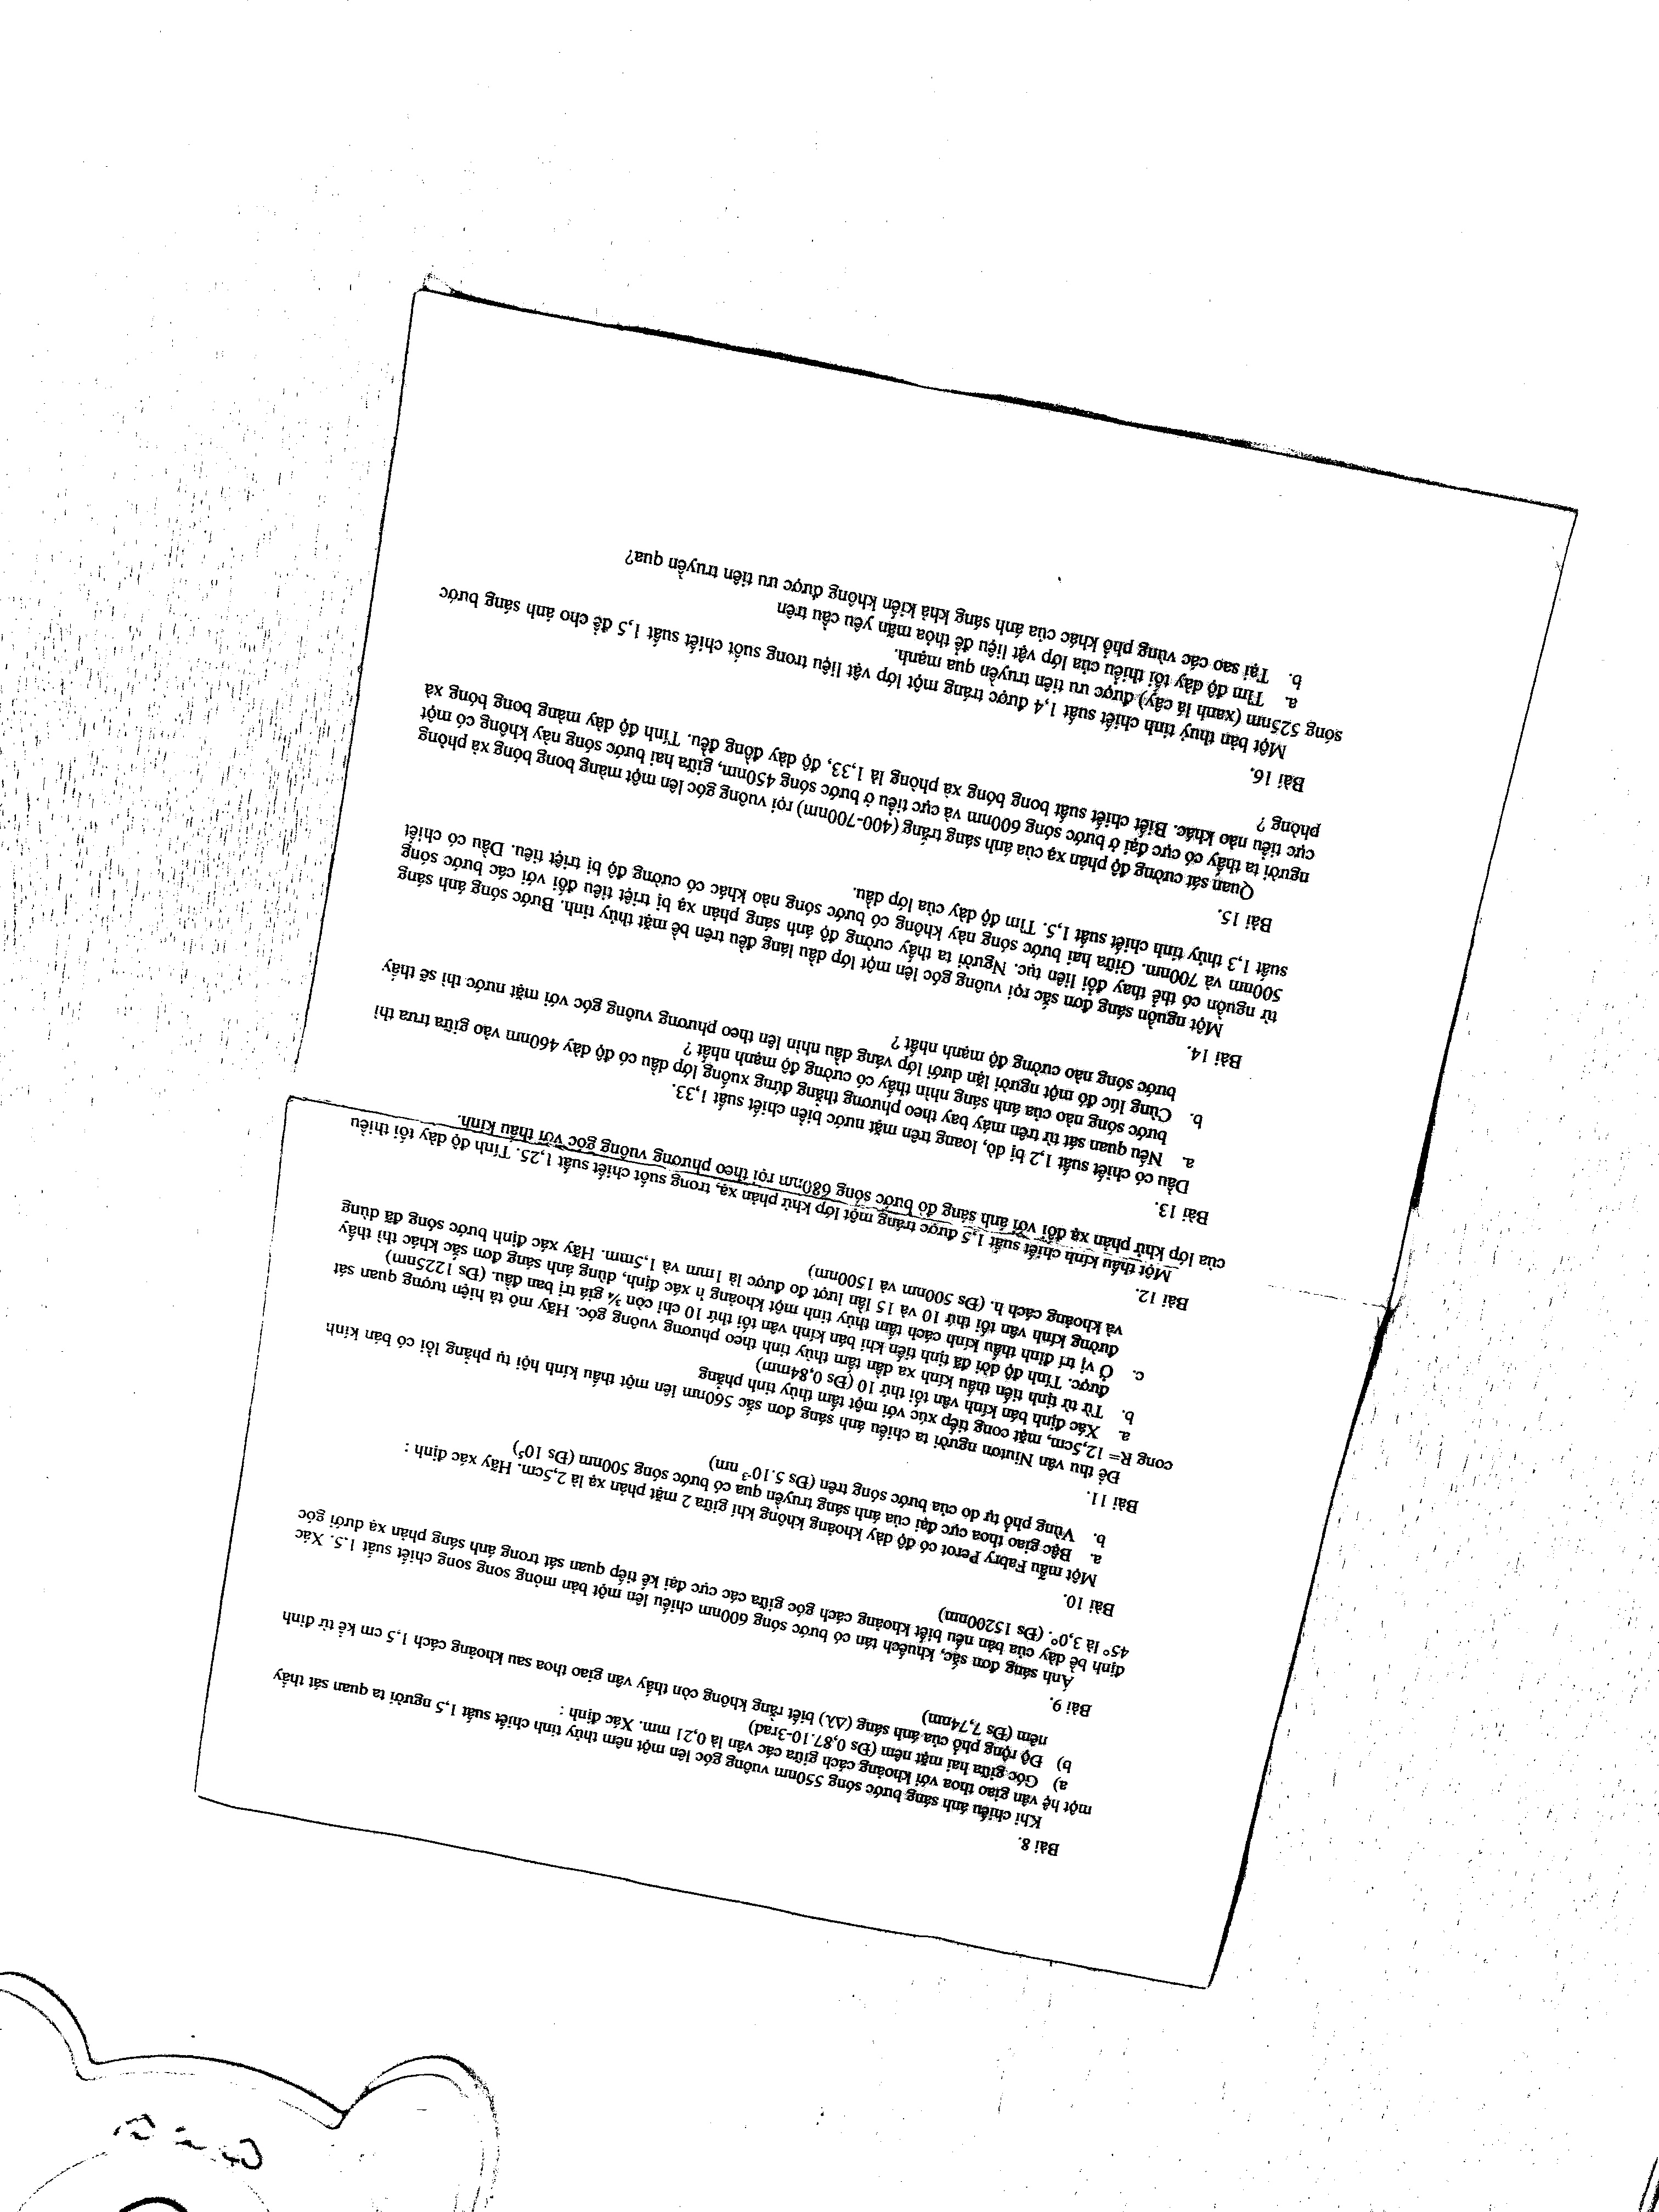 Bài 8.
Khi chiếu ánh sáng bước sóng 550nm vuông góc lên một nêm thủy tinh chiết suất 1,5 người ta quan sát thấy
một hệ vân giao thoa với khoảng cách giữa các vân là 0,21 mm. Xác định :
a) Góc giữa hai mặt nêm (Đs 0,87.10-3rad)
b) Độ rộng phổ của ánh sáng (Δλ) biết rằng không còn thấy vân giao thoa sau khoảng cách 1,5 cm kể từ đỉnh
nêm (Đs 7,74nm)
Bài 9.
Ánh sáng đơn sắc, khuếch tán có bước sóng 600nm chiếu lên một bản mỏng song song chiết suất 1.5. Xác
định bề dày của bản nếu biết khoảng cách góc giữa các cực đại kế tiếp quan sát trong ánh sáng phản xạ dưới góc
45° là 3,0°. (Đs 15200nm)
Bài 10.
Một mẫu Fabry Perot có độ dày khoảng không khí giữa 2 mặt phản xạ là 2,5cm. Hãy xác định :
a. Bậc giao thoa cực đại của ánh sáng truyền qua có bước sóng 500nm (Đs 10⁵)
b. Vùng phổ tự do của bước sóng trên (Đs 5.10⁻³ nm)
Bài 11.
Để thu vân Niutơn người ta chiếu ánh sáng đơn sắc 560nm lên một thấu kính hội tụ phẳng lồi có bán kính
cong R= 12,5cm, mặt cong tiếp xúc với một tấm thủy tinh phẳng
a. Xác định bán kính vân tối thứ 10 (Đs 0,84mm)
b. Từ từ tịnh tiến thấu kính xa dần tấm thủy tinh theo phương vuông góc. Hãy mô tả hiện tượng quan sát
được. Tính độ dời đã tịnh tiến khi bán kính vân tối thứ 10 chỉ còn ¾ giá trị ban đầu. (Đs 1225nm)
c. Ở vị trí đỉnh thấu kính cách tấm thủy tinh một khoảng h xác định, dùng ánh sáng đơn sắc khác thì thấy
đường kính vân tối thứ 10 và 15 lần lượt đo được là 1mm và 1,5mm. Hãy xác định bước sóng đã dùng
và khoảng cách h. (Đs 500nm và 1500nm)
Bài 12.
Một thấu kính chiết suất 1,5 được tráng một lớp khử phản xạ, trong suốt chiết suất 1,25. Tính độ dày tối thiểu
của lớp khử phản xạ đối với ánh sáng đỏ bước sóng 680nm rọi theo phương vuông góc với thấu kính.
Bài 13.
Dầu có chiết suất 1,2 bị dò, loang trên mặt nước biển chiết suất 1,33.
a. Nếu quan sát từ trên máy bay theo phương thẳng đứng xuống lớp dầu có độ dày 460nm vào giữa trưa thì
bước sóng nào của ánh sáng nhìn thấy có cường độ mạnh nhất ?
b. Cùng lúc đó một người lặn dưới lớp váng dầu nhìn lên theo phương vuông góc với mặt nước thì sẽ thấy
bước sóng nào cường độ mạnh nhất ?
Bài 14.
Một nguồn sáng đơn sắc rọi vuông góc lên một lớp dầu láng đều trên bề mặt thủy tinh. Bước sóng ánh sáng
từ nguồn có thể thay đổi liên tục. Người ta thấy cường độ ánh sáng phản xạ bị triệt tiêu đối với các bước sóng
500nm và 700nm. Giữa hai bước sóng này không có bước sóng nào khác có cường độ bị triệt tiêu. Dầu có chiết
suất 1,3 thủy tinh chiết suất 1,5. Tìm độ dày của lớp dầu.
Bài 15.
Quan sát cường độ phản xạ của ánh sáng trắng (400-700nm) rọi vuông góc lên một màng bong bóng xà phòng
người ta thấy có cực đại ở bước sóng 600nm và cực tiểu ở bước sóng 450nm, giữa hai bước sóng này không có một
cực tiểu nào khác. Biết chiết suất bong bóng xà phòng là 1,33, độ dày đồng đều. Tính độ dày màng bong bóng xà
phòng ?
Bài 16.
Một bản thuỷ tinh chiết suất 1,4 được tráng một lớp vật liệu trong suốt chiết suất 1,5 để cho ánh sáng bước
sóng 525nm (xanh lá cây) được ưu tiên truyền qua mạnh.
a. Tìm độ dày tối thiểu của lớp vật liệu để thỏa mãn yêu cầu trên
b. Tại sao các vùng phổ khác của ánh sáng khả kiến không được ưu tiên truyền qua?